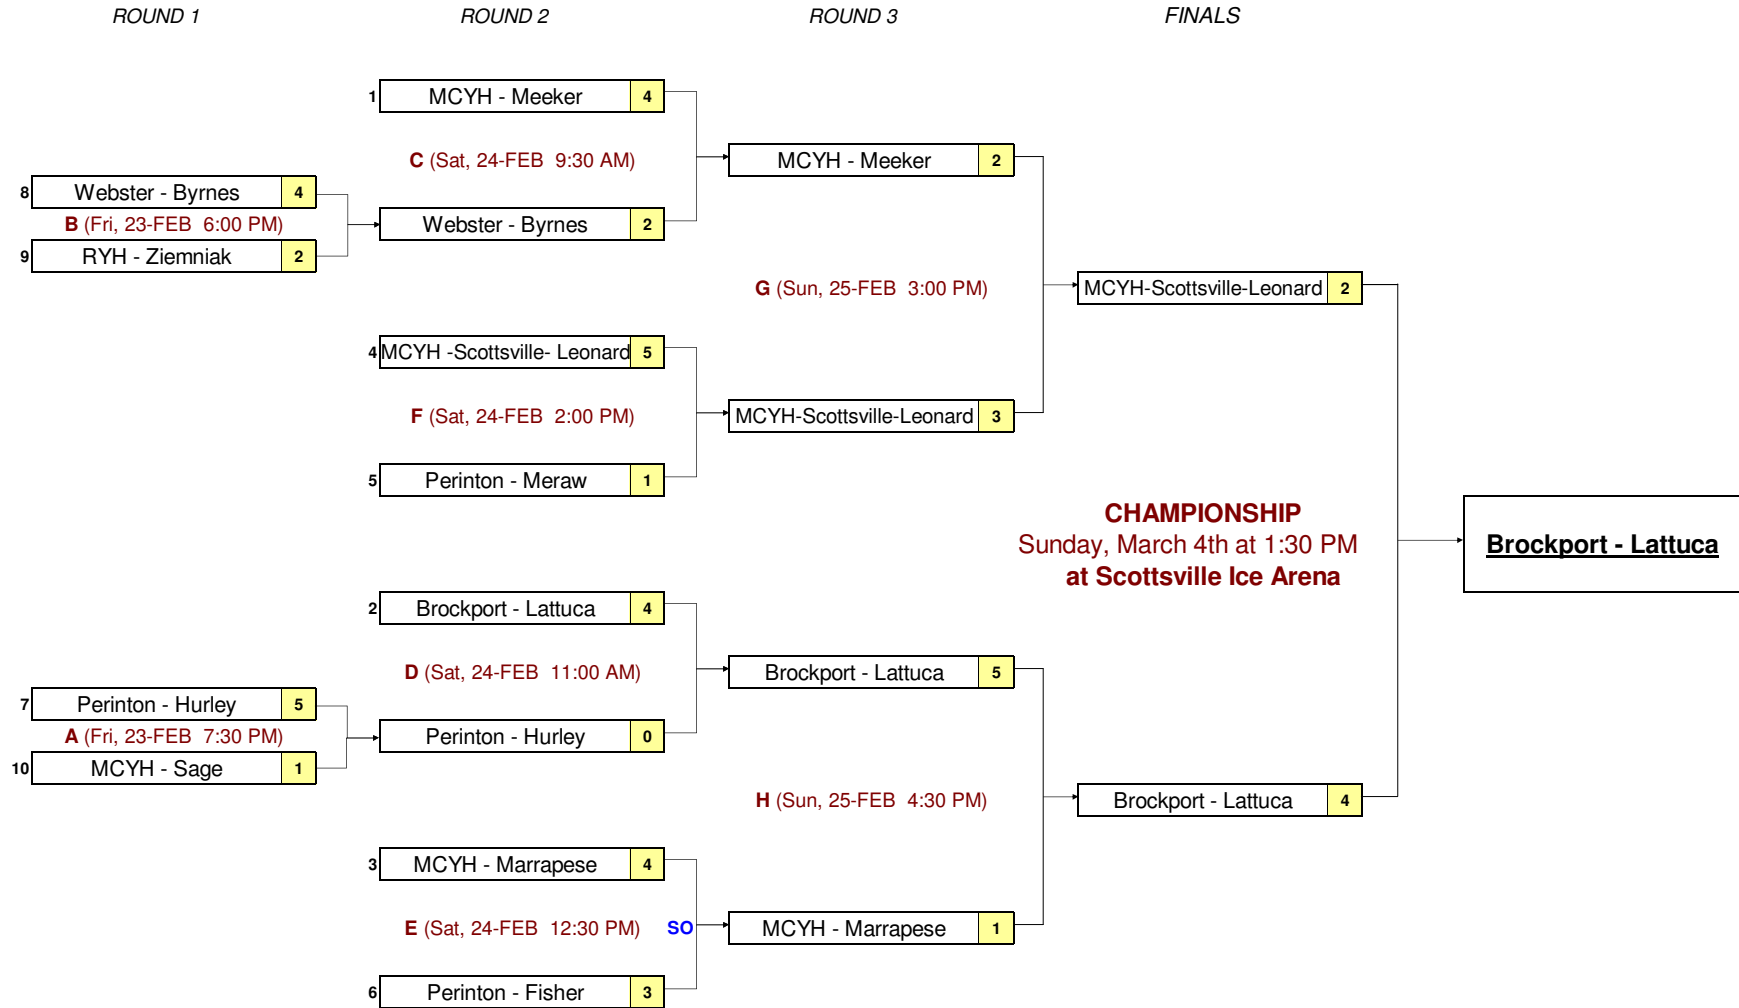 ROUND 1 ROUND 2 ROUND 3 FINALS
1 MCYH - Meeker 4
C (Sat, 24-FEB 9:30 AM)
MCYH - Meeker 2
8 Webster - Byrnes 4
B (Fri, 23-FEB 6:00 PM)
Webster - Byrnes 2
9 RYH - Ziemniak 2
G (Sun, 25-FEB 3:00 PM)
MCYH-Scottsville-Leonard 2
4 MCYH -Scottsville- Leonard 5
F (Sat, 24-FEB 2:00 PM)
MCYH-Scottsville-Leonard 3
5 Perinton - Meraw 1
CHAMPIONSHIP
Sunday, March 4th at 1:30 PM
at Scottsville Ice Arena
Brockport - Lattuca
2 Brockport - Lattuca 4
D (Sat, 24-FEB 11:00 AM)
Brockport - Lattuca 5
7 Perinton - Hurley 5
A (Fri, 23-FEB 7:30 PM)
Perinton - Hurley 0
10 MCYH - Sage 1
H (Sun, 25-FEB 4:30 PM)
Brockport - Lattuca 4
3 MCYH - Marrapese 4
E (Sat, 24-FEB 12:30 PM) SO
MCYH - Marrapese 1
6 Perinton - Fisher 3